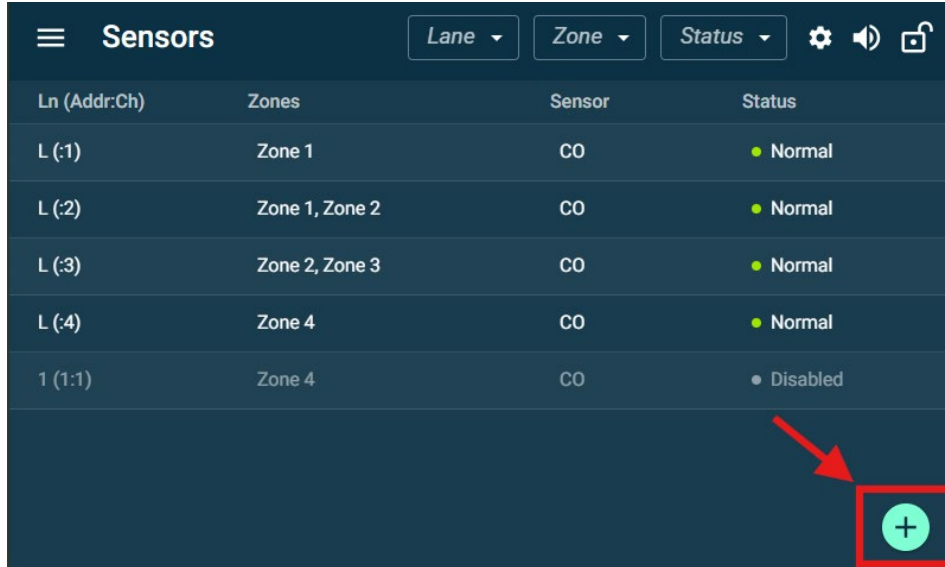 Sensors Lane Zone Status
Ln (Addr:Ch) Zones Sensor Status
L (:1) Zone 1 CO Normal
L (:2) Zone 1, Zone 2 CO Normal
L (:3) Zone 2, Zone 3 CO Normal
L (:4) Zone 4 CO Normal
1 (1:1) Zone 4 CO Disabled
+